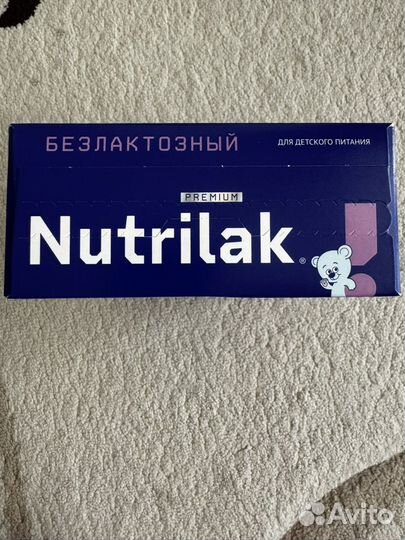 БЕЗЛАКТОЗНЫЙ
ДЛЯ ДЕТСКОГО ПИТАНИЯ
PREMIUM
Nutrilak®
Avito